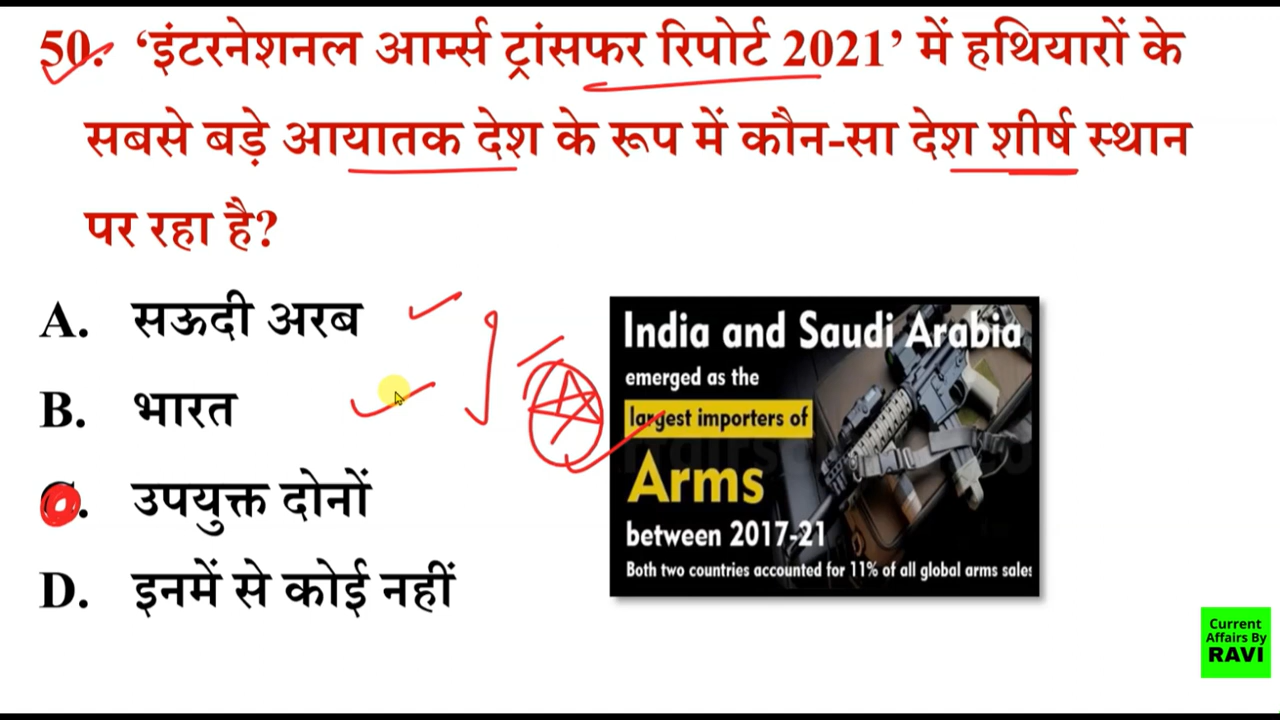 50. ‘इंटरनेशनल आर्म्स ट्रांसफर रिपोर्ट 2021’ में हथियारों के
सबसे बड़े आयातक देश के रूप में कौन-सा देश शीर्ष स्थान
पर रहा है?
A. सऊदी अरब
B. भारत
C. उपयुक्त दोनों
D. इनमें से कोई नहीं
India and Saudi Arabia
emerged as the
largest importers of
Arms
between 2017-21
Both two countries accounted for 11% of all global arms sales
Current
Affairs By
RAVI